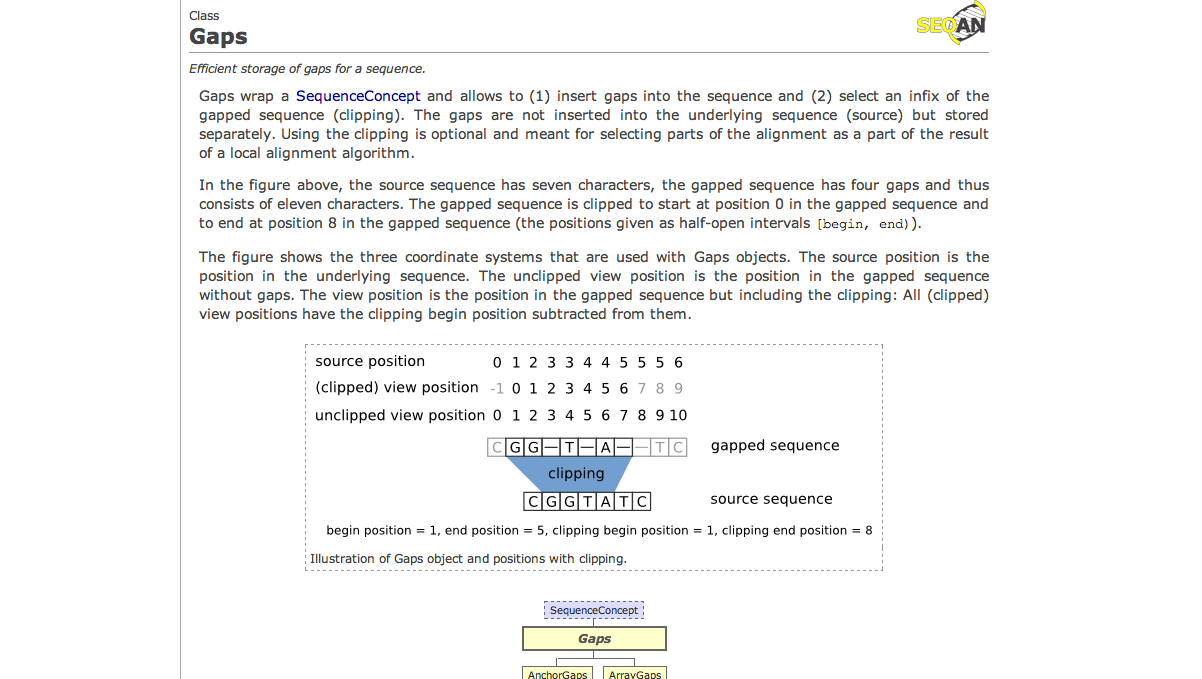 Class
Gaps
SEQAN
Efficient storage of gaps for a sequence.
Gaps wrap a SequenceConcept and allows to (1) insert gaps into the sequence and (2) select an infix of the
gapped sequence (clipping). The gaps are not inserted into the underlying sequence (source) but stored
separately. Using the clipping is optional and meant for selecting parts of the alignment as a part of the result
of a local alignment algorithm.
In the figure above, the source sequence has seven characters, the gapped sequence has four gaps and thus
consists of eleven characters. The gapped sequence is clipped to start at position 0 in the gapped sequence and
to end at position 8 in the gapped sequence (the positions given as half-open intervals [begin, end)).
The figure shows the three coordinate systems that are used with Gaps objects. The source position is the
position in the underlying sequence. The unclipped view position is the position in the gapped sequence
without gaps. The view position is the position in the gapped sequence but including the clipping: All (clipped)
view positions have the clipping begin position subtracted from them.
source position 0 1 2 3 3 4 4 5 5 5 6
(clipped) view position -1 0 1 2 3 4 5 6 7 8 9
unclipped view position 0 1 2 3 4 5 6 7 8 9 10
C G G — T — A — — T C gapped sequence
clipping
C G G T A T C source sequence
begin position = 1, end position = 5, clipping begin position = 1, clipping end position = 8
Illustration of Gaps object and positions with clipping.
SequenceConcept
Gaps
AnchorGaps ArrayGaps